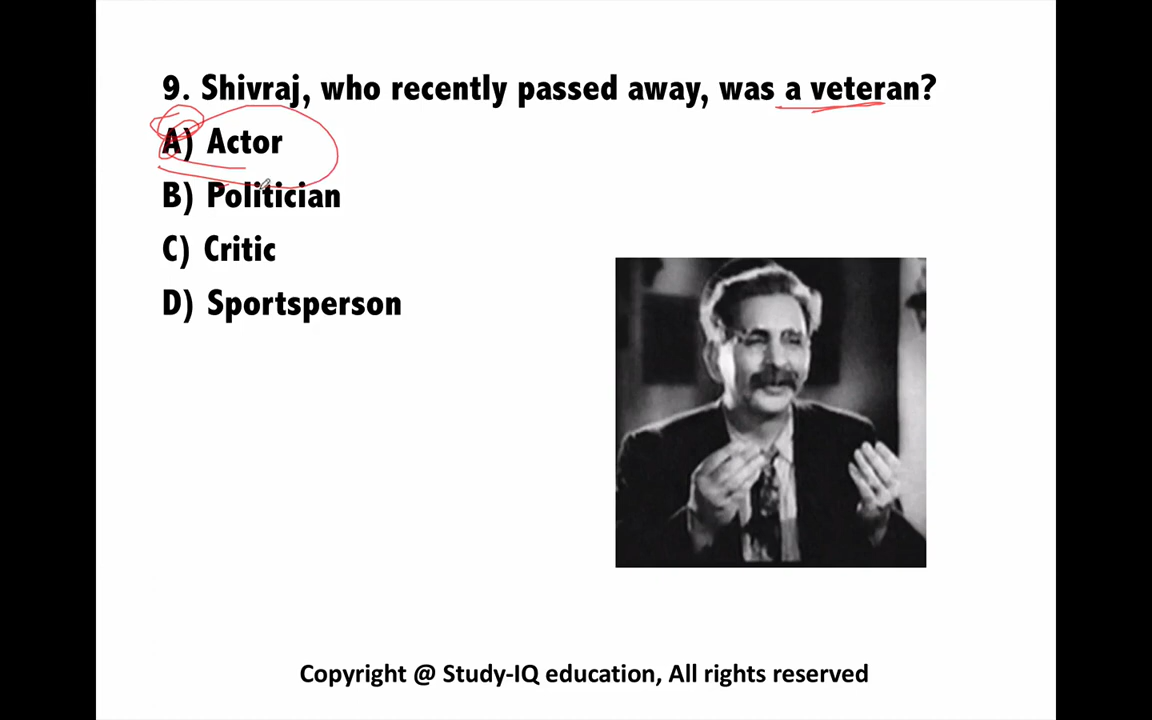 9. Shivraj, who recently passed away, was a veteran?
A) Actor
B) Politician
C) Critic
D) Sportsperson
Copyright @ Study-IQ education, All rights reserved